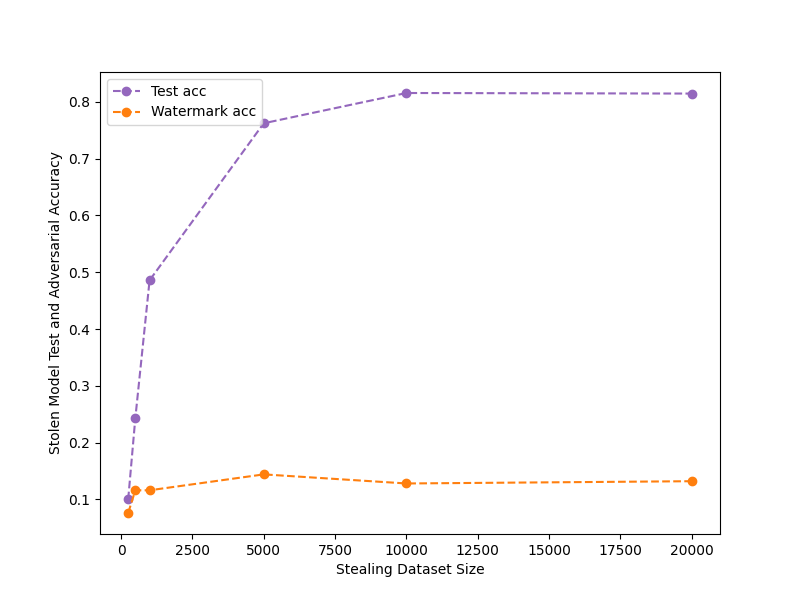 Test acc
Watermark acc
Stolen Model Test and Adversarial Accuracy
0.8
0.7
0.6
0.5
0.4
0.3
0.2
0.1
0 2500 5000 7500 10000 12500 15000 17500 20000
Stealing Dataset Size